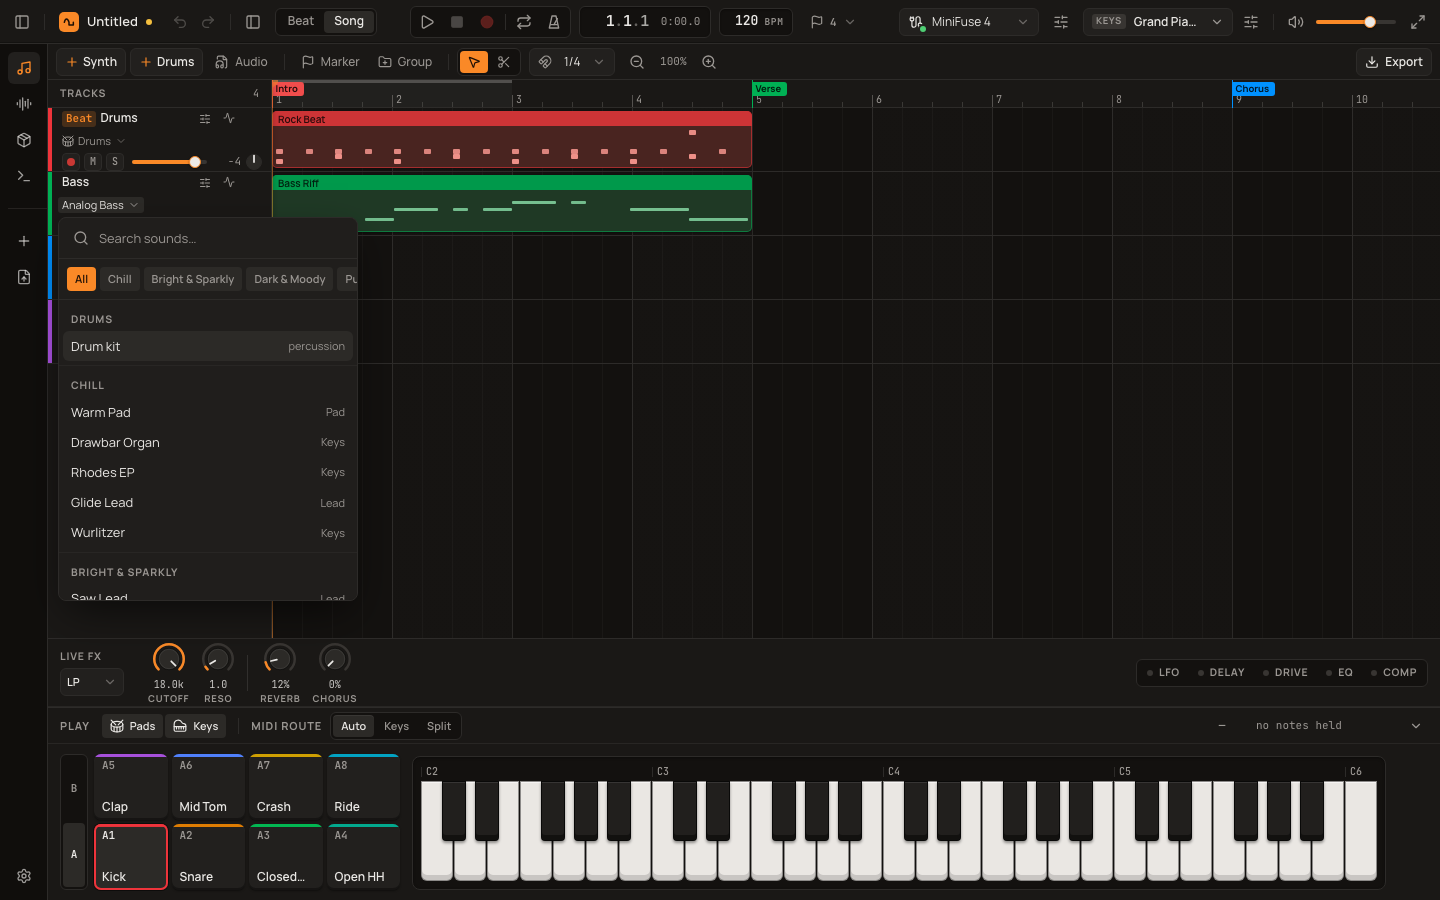 Untitled
Beat Song
1.1.1 0:00.0
120 BPM
4
MiniFuse 4
KEYS Grand Pia...
Synth
Drums
Audio
Marker
Group
1/4
100%
Export
TRACKS 4
Intro Verse Chorus
1 2 3 4 5 6 7 8 9 10
Beat Drums
Drums
M S -4
Rock Beat
Bass
Analog Bass
Bass Riff
Search sounds...
All Chill Bright & Sparkly Dark & Moody Pu
DRUMS
Drum kit percussion
CHILL
Warm Pad Pad
Drawbar Organ Keys
Rhodes EP Keys
Glide Lead Lead
Wurlitzer Keys
BRIGHT & SPARKLY
Saw Lead Lead
LIVE FX
LP
18.0k 1.0 12% 0%
CUTOFF RESO REVERB CHORUS
LFO DELAY DRIVE EQ COMP
PLAY Pads Keys MIDI ROUTE Auto Keys Split
– no notes held
B
A
A5 A6 A7 A8
Clap Mid Tom Crash Ride
A1 A2 A3 A4
Kick Snare Closed... Open HH
C2 C3 C4 C5 C6